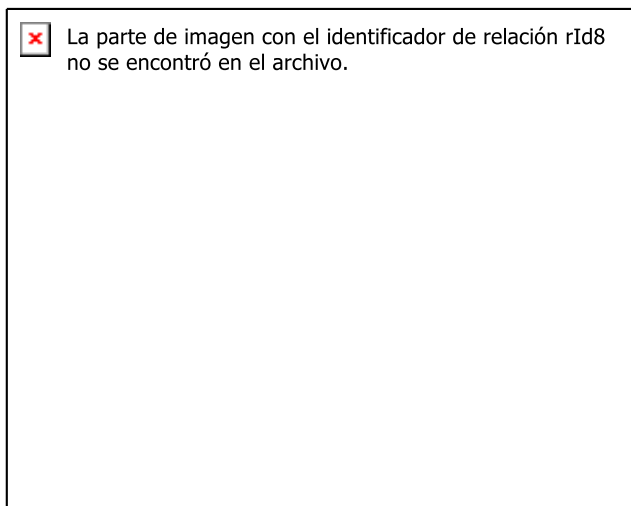 La parte de imagen con el identificador de relación rId8
no se encontró en el archivo.